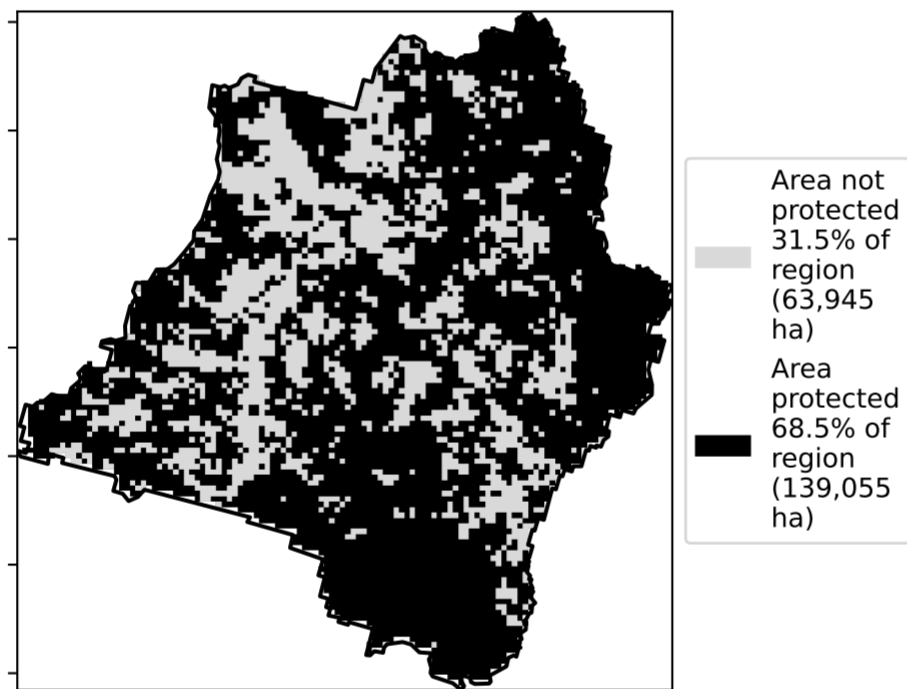 Area not
protected
31.5% of
region
(63,945
ha)
Area
protected
68.5% of
region
(139,055
ha)